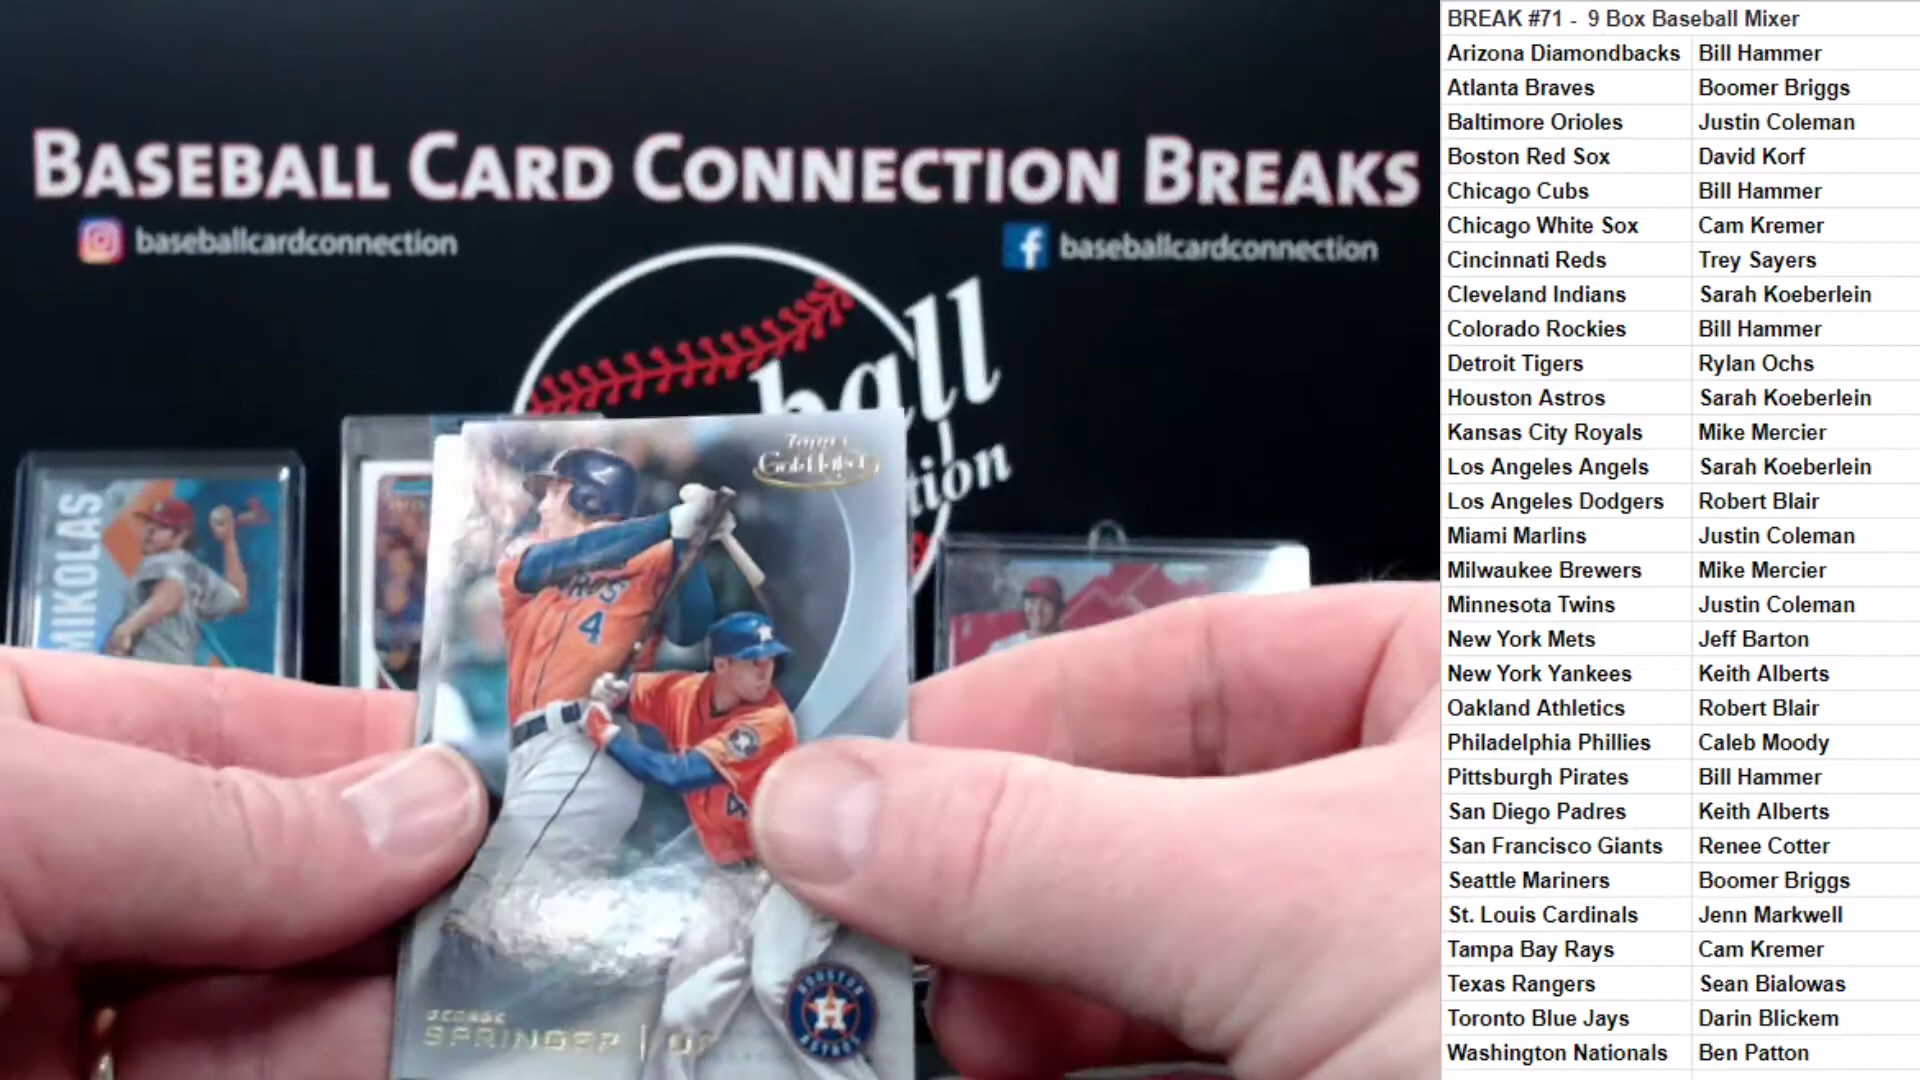 BASEBALL CARD CONNECTION BREAKS
baseballcardconnection
baseballcardconnection
ball
tion
MIKOLAS
Topps
Gold Label
4
4
GEORGE
SPRINGER |
HOUSTON
H
ASTROS
BREAK #71 - 9 Box Baseball Mixer
Arizona Diamondbacks Bill Hammer
Atlanta Braves Boomer Briggs
Baltimore Orioles Justin Coleman
Boston Red Sox David Korf
Chicago Cubs Bill Hammer
Chicago White Sox Cam Kremer
Cincinnati Reds Trey Sayers
Cleveland Indians Sarah Koeberlein
Colorado Rockies Bill Hammer
Detroit Tigers Rylan Ochs
Houston Astros Sarah Koeberlein
Kansas City Royals Mike Mercier
Los Angeles Angels Sarah Koeberlein
Los Angeles Dodgers Robert Blair
Miami Marlins Justin Coleman
Milwaukee Brewers Mike Mercier
Minnesota Twins Justin Coleman
New York Mets Jeff Barton
New York Yankees Keith Alberts
Oakland Athletics Robert Blair
Philadelphia Phillies Caleb Moody
Pittsburgh Pirates Bill Hammer
San Diego Padres Keith Alberts
San Francisco Giants Renee Cotter
Seattle Mariners Boomer Briggs
St. Louis Cardinals Jenn Markwell
Tampa Bay Rays Cam Kremer
Texas Rangers Sean Bialowas
Toronto Blue Jays Darin Blickem
Washington Nationals Ben Patton